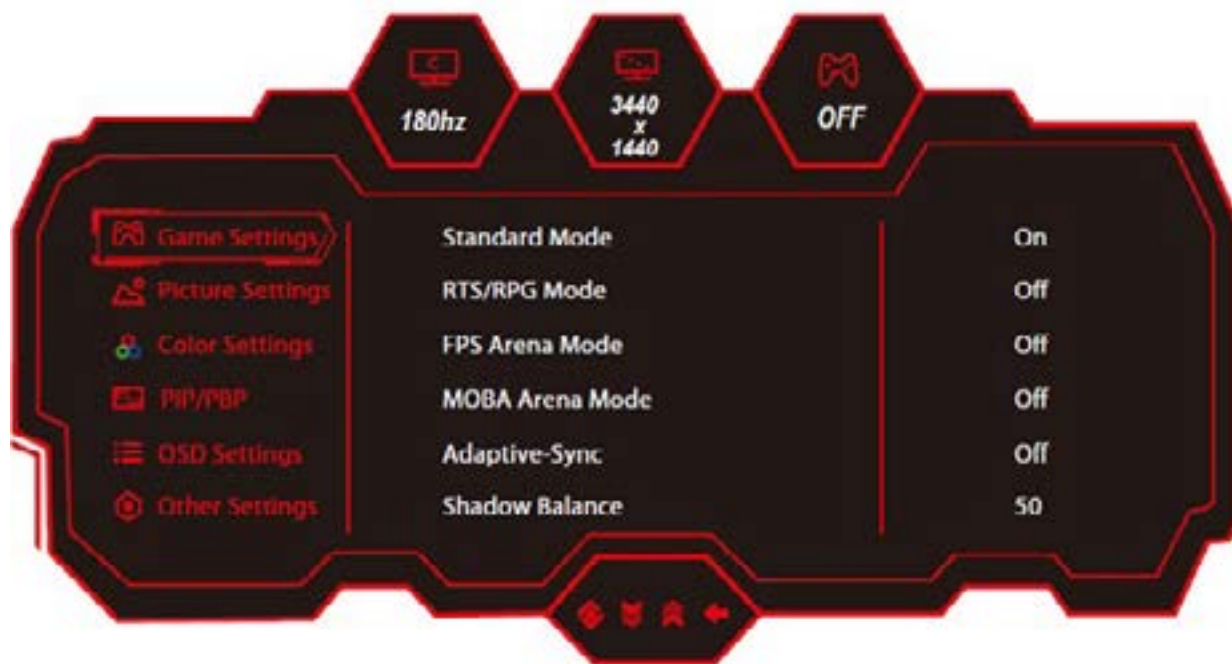 180hz
3440
x
1440
OFF
Game Settings
Standard Mode
On
Picture Settings
RTS/RPG Mode
Off
Color Settings
FPS Arena Mode
Off
PIP/PBP
MOBA Arena Mode
Off
OSD Settings
Adaptive-Sync
Off
Other Settings
Shadow Balance
50